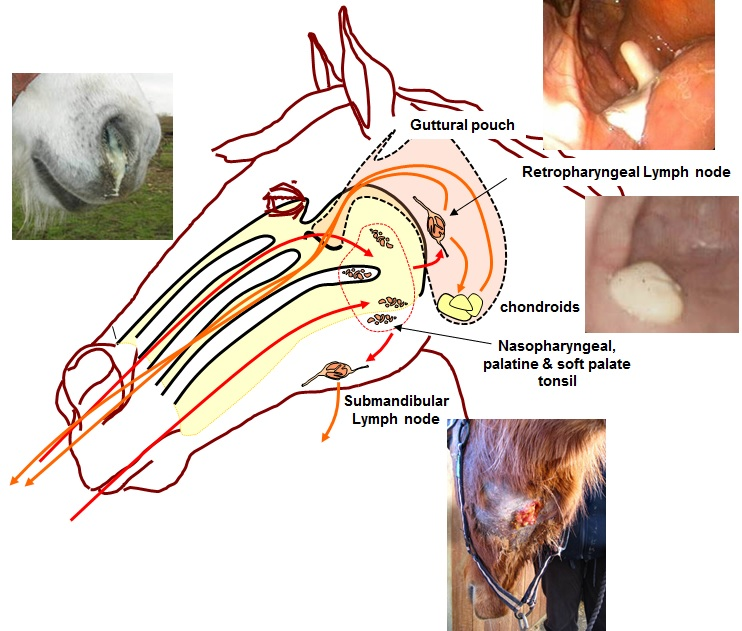 Guttural pouch
Retropharyngeal Lymph node
chondroids
Nasopharyngeal,
palatine & soft palate
tonsil
Submandibular
Lymph node